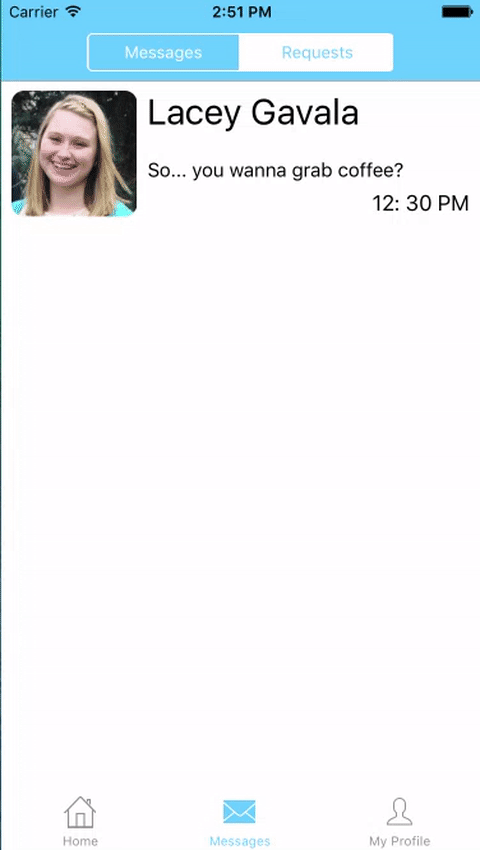 Carrier 2:51 PM
Messages Requests
Lacey Gavala
So... you wanna grab coffee?
12: 30 PM
Home Messages My Profile